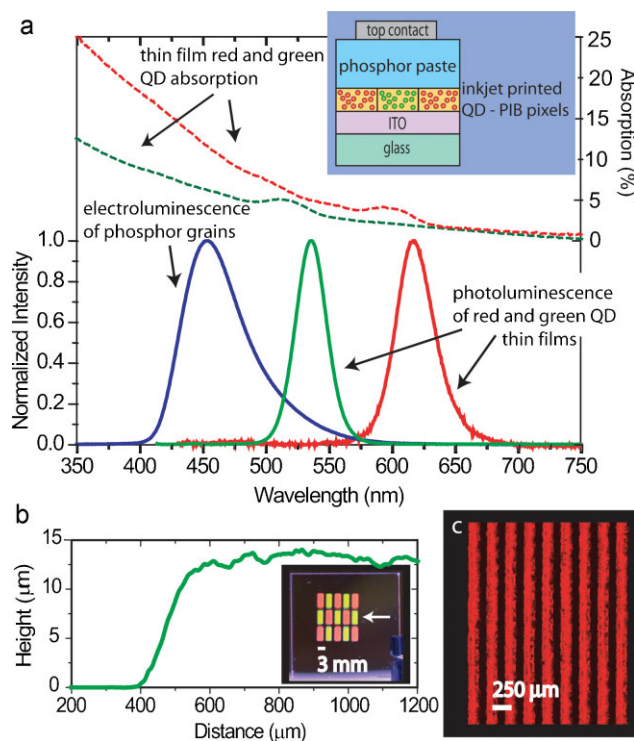 a
thin film red and green
QD absorption
top contact
phosphor paste
inkjet printed
QD - PIB pixels
ITO
glass
25
20
15
10
5
0
Absorption (%)
electroluminescence
of phosphor grains
photoluminescence
of red and green QD
thin films
1.0
0.8
0.6
0.4
0.2
0.0
Normalized Intensity
350 400 450 500 550 600 650 700 750
Wavelength (nm)
b
15
10
5
0
Height (μm)
3 mm
200 400 600 800 1000 1200
Distance (μm)
c
250 μm